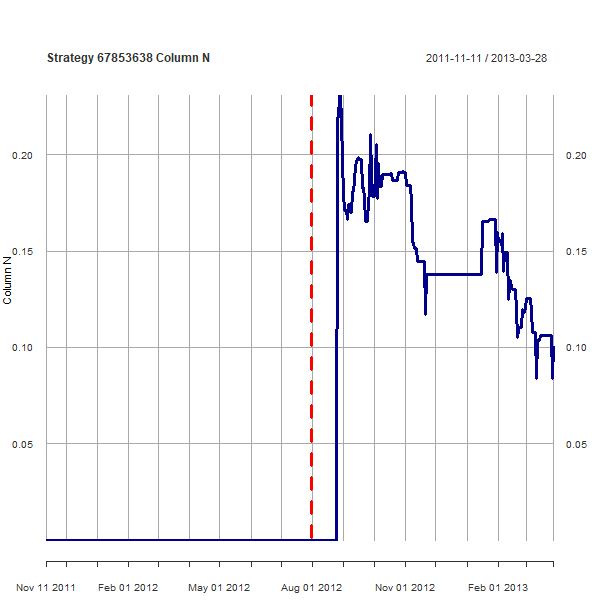 Strategy 67853638 Column N
2011-11-11 / 2013-03-28
0.20
0.20
0.15
0.15
Column N
0.10
0.10
0.05
0.05
Nov 11 2011
Feb 01 2012
May 01 2012
Aug 01 2012
Nov 01 2012
Feb 01 2013